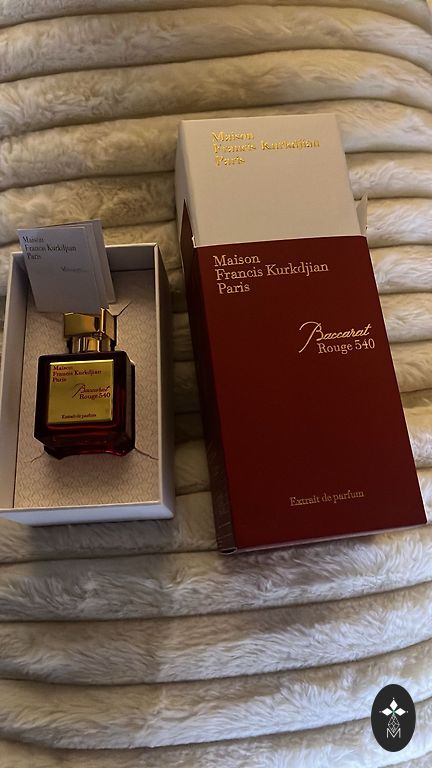 Maison
Francis Kurkdjian
Paris
Maison
Francis Kurkdjian
Paris
Baccarat
Rouge 540
Extrait de parfum
Maison
Francis Kurkdjian
Paris
Maison
Francis Kurkdjian
Paris
Baccarat
Rouge 540
Extrait de parfum
M